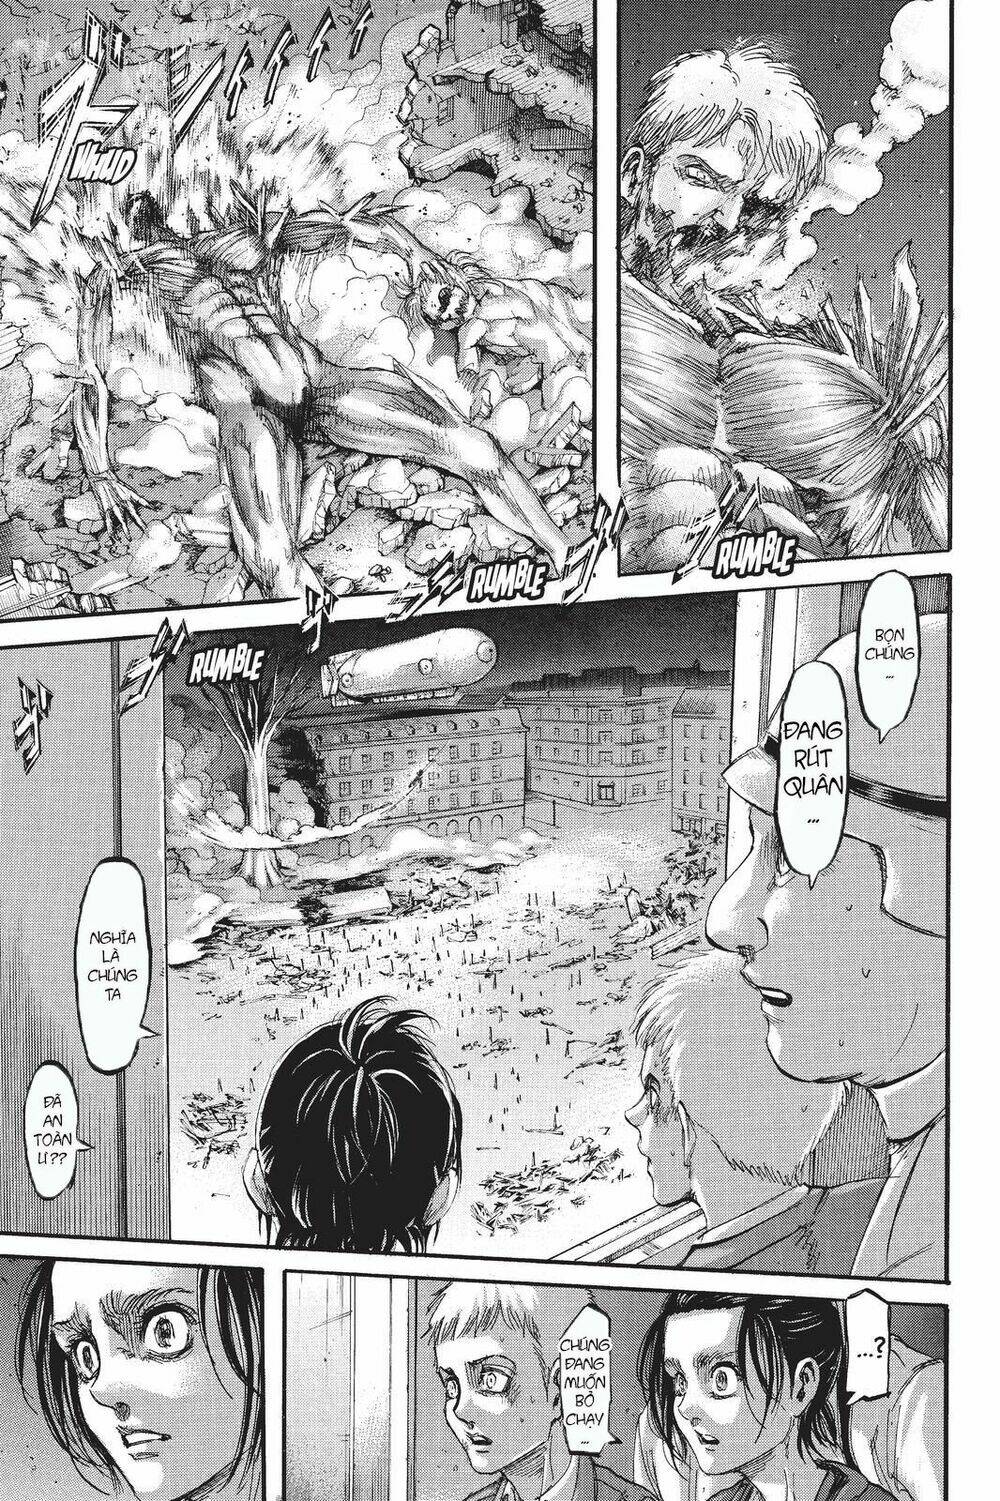 WHUD
RUMBLE
RUMBLE
RUMBLE
BỌN
CHÚNG
...
ĐANG
RÚT
QUÂN
...
NGHĨA
LÀ
CHÚNG
TA
ĐÃ
AN
TOÀN
Ư??
...?
CHÚNG
ĐANG
MUỐN
BỎ
CHẠY
...